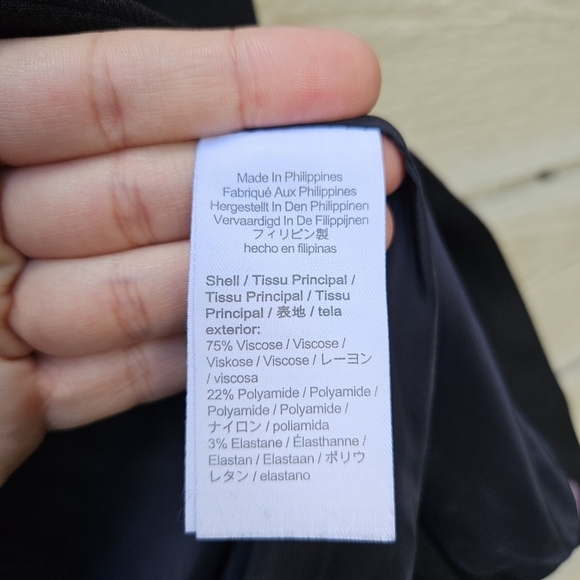 Made In Philippines
Fabriqué Aux Philippines
Hergestellt In Den Philippinen
Vervaardigd In De Filippijnen
フィリピン製
hecho en filipinas
Shell / Tissu Principal /
Tissu Principal / Tissu
Principal / 表地 / tela
exterior:
75% Viscose / Viscose /
Viskose / Viscose / レーヨン
/ viscosa
22% Polyamide / Polyamide /
Polyamide / Polyamide /
ナイロン / poliamida
3% Elastane / Élasthanne /
Elastan / Elastaan / ポリウ
レタン / elastano